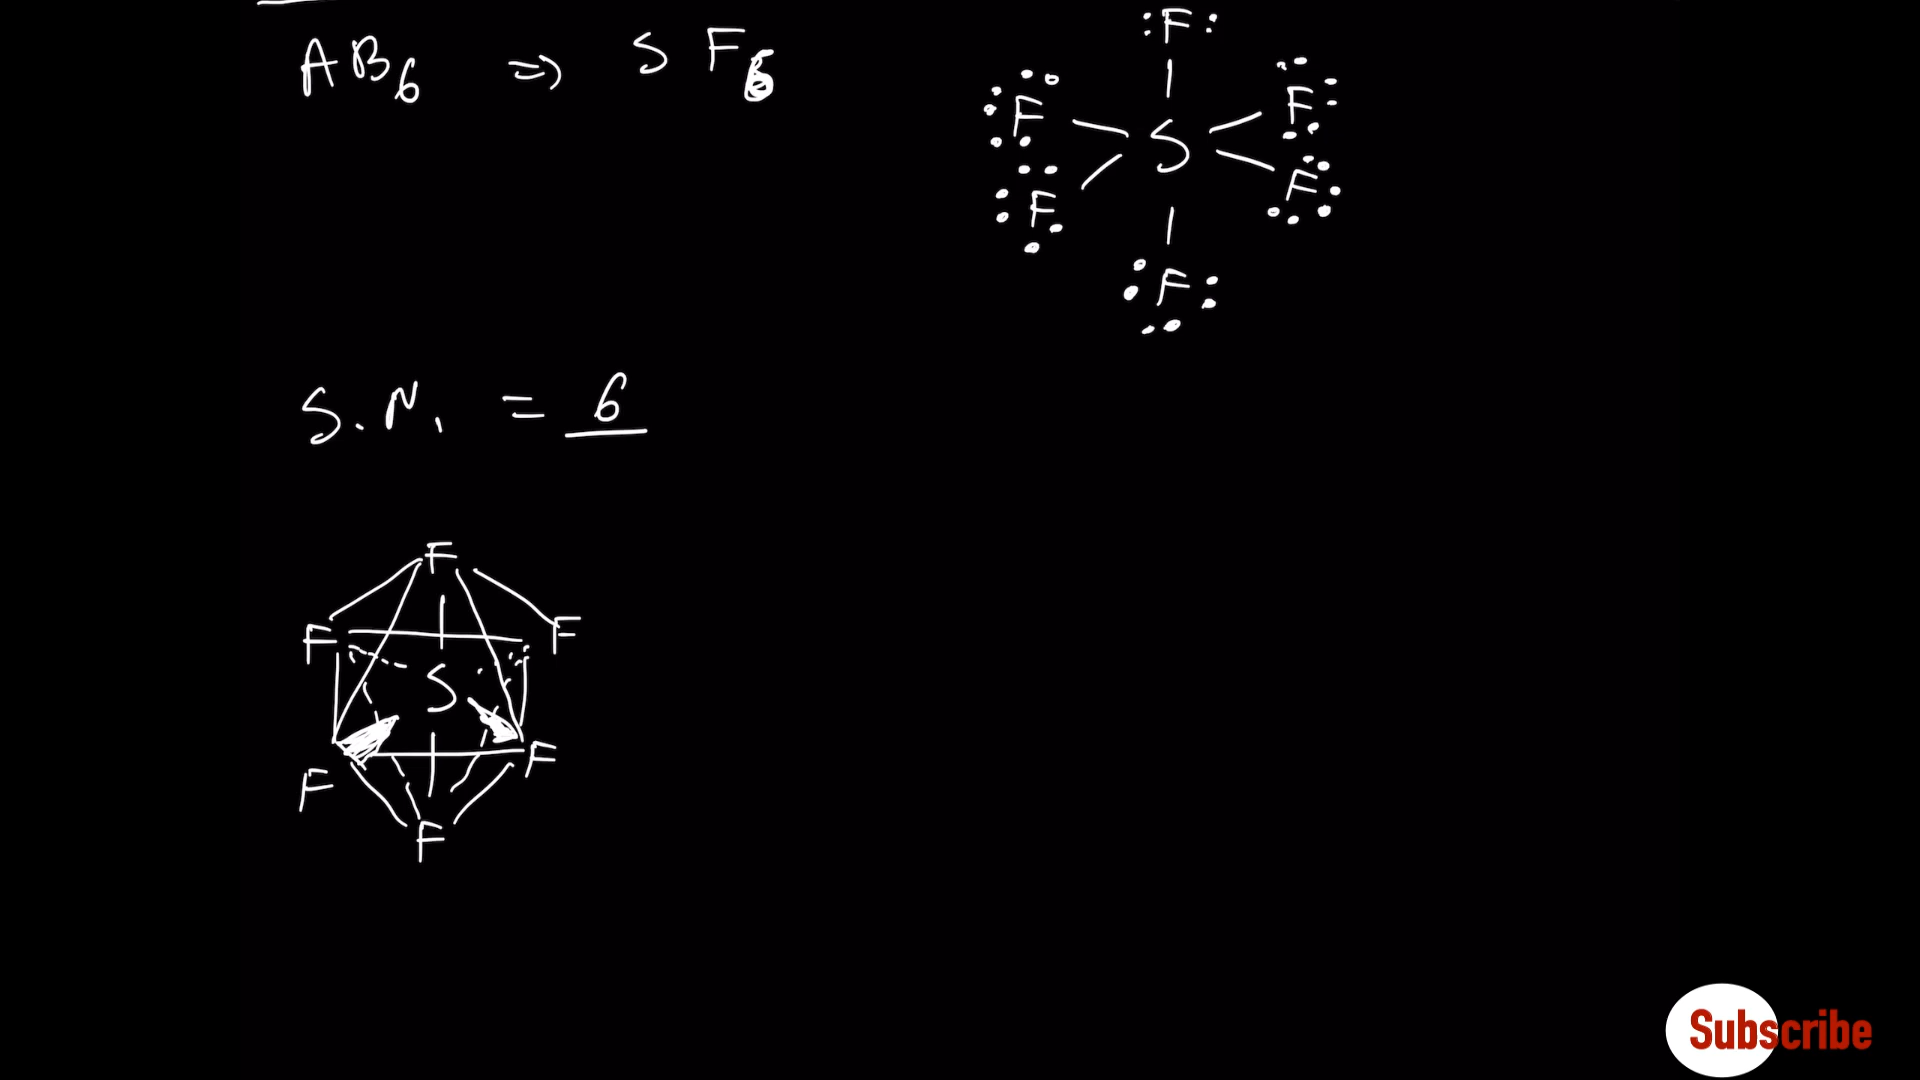 AB6 => SF6
:F:
F F
S
F F
F
S.N. = 6
F
F F
S
F F
F
Subscribe